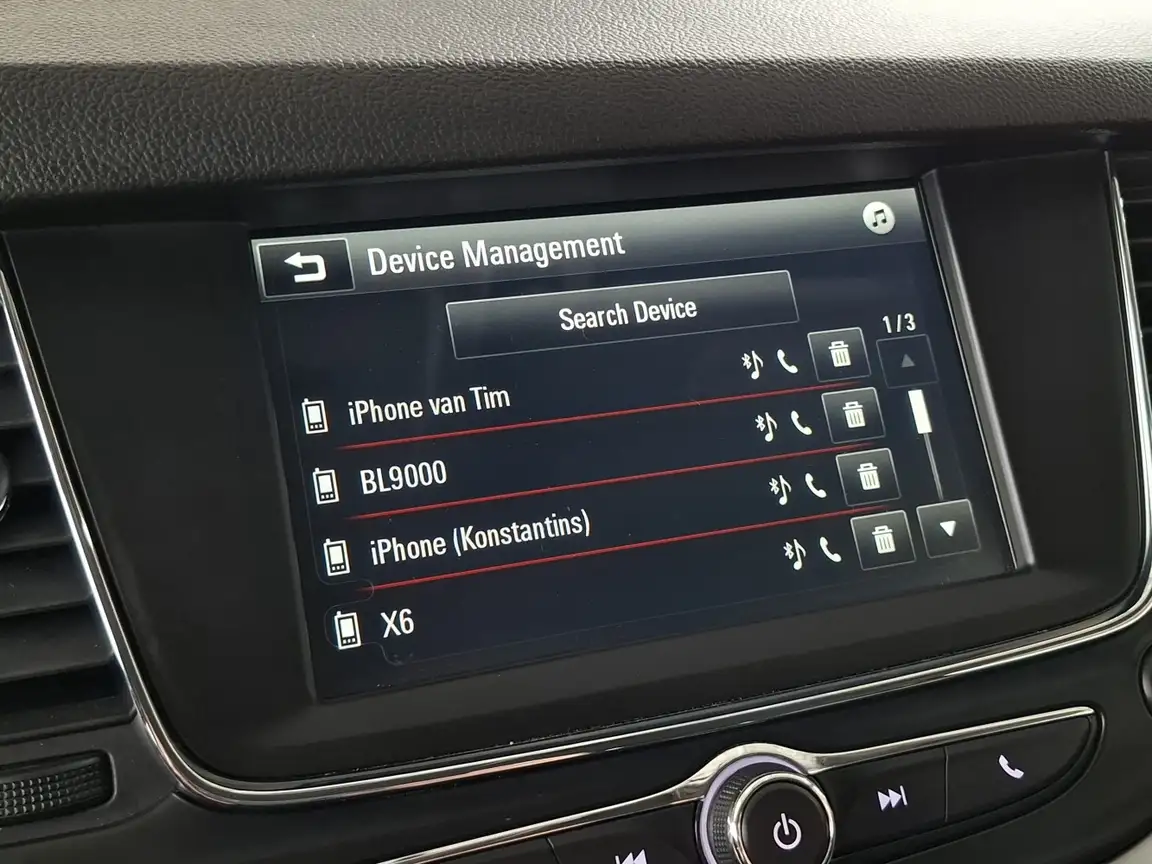 Device Management
Search Device
1/3
iPhone van Tim
BL9000
iPhone (Konstantins)
X6